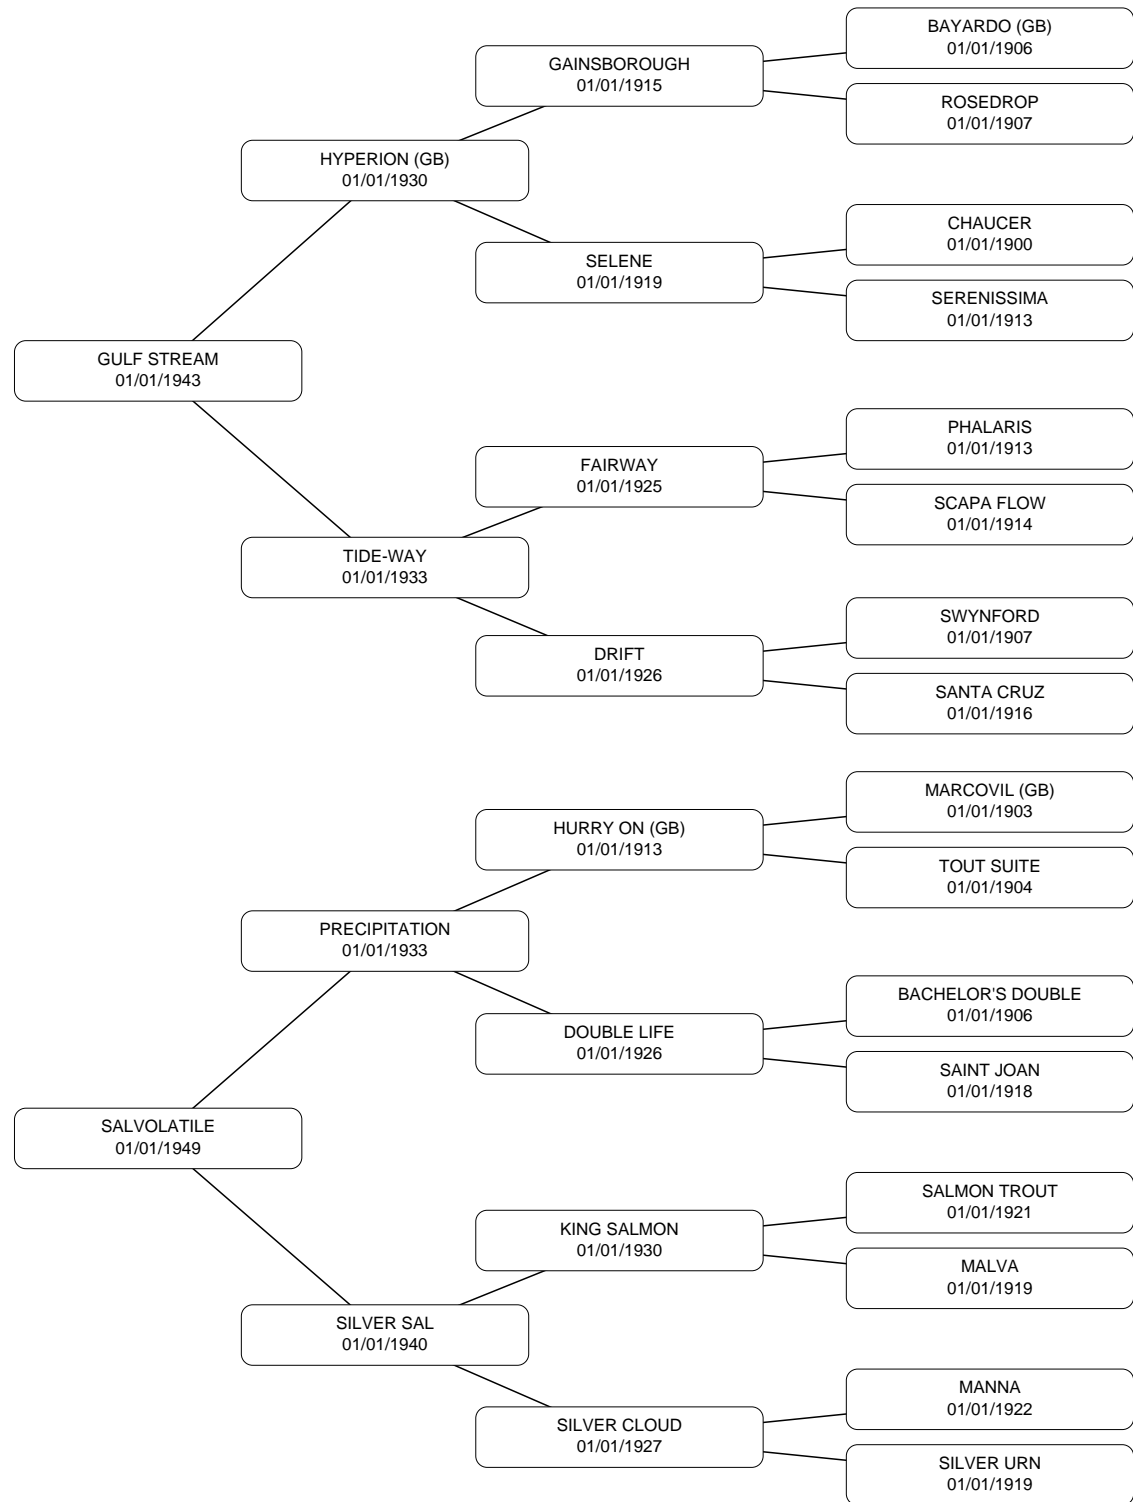 BAYARDO (GB)
01/01/1906
GAINSBOROUGH
01/01/1915
ROSEDROP
01/01/1907
HYPERION (GB)
01/01/1930
CHAUCER
01/01/1900
SELENE
01/01/1919
SERENISSIMA
01/01/1913
GULF STREAM
01/01/1943
PHALARIS
01/01/1913
FAIRWAY
01/01/1925
SCAPA FLOW
01/01/1914
TIDE-WAY
01/01/1933
SWYNFORD
01/01/1907
DRIFT
01/01/1926
SANTA CRUZ
01/01/1916
MARCOVIL (GB)
01/01/1903
HURRY ON (GB)
01/01/1913
TOUT SUITE
01/01/1904
PRECIPITATION
01/01/1933
BACHELOR'S DOUBLE
01/01/1906
DOUBLE LIFE
01/01/1926
SAINT JOAN
01/01/1918
SALVOLATILE
01/01/1949
SALMON TROUT
01/01/1921
KING SALMON
01/01/1930
MALVA
01/01/1919
SILVER SAL
01/01/1940
MANNA
01/01/1922
SILVER CLOUD
01/01/1927
SILVER URN
01/01/1919